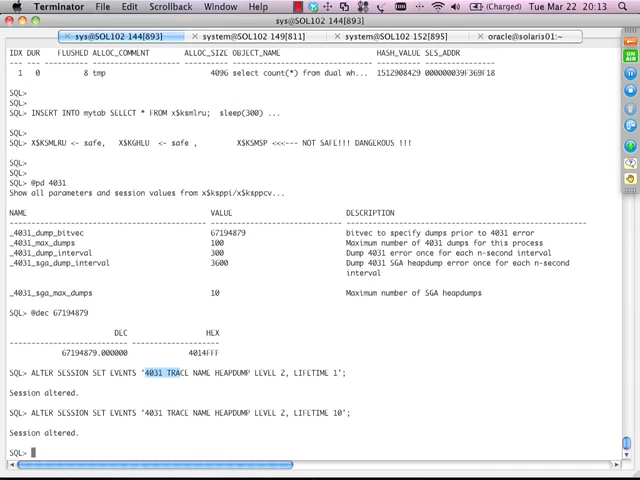 Terminator Edit Scrollback Window Help (Charged) Tue Mar 22 20:13
sys@SOL102 144[893]
sys@SOL102 144[893] system@SOL102 149[811] system@SOL102 152[895] oracle@solaris01:~
IDX DUR FLUSHED ALLOC_COMMENT ALLOC_SIZE OBJECT_NAME HASH_VALUE SES_ADDR
1 0 8 tmp 4096 select count(*) from dual wh... 1512908429 000000039F369F18
SQL>
SQL>
SQL> INSERT INTO mytab SELECT * FROM x$ksmlru; sleep(300) ...
SQL>
SQL> X$KSMLRU <- safe, X$KGHLU <- safe , X$KSMSP <<<--- NOT SAFE!!! DANGEROUS !!!
SQL>
SQL>
SQL> @pd 4031
Show all parameters and session values from x$ksppi/x$ksppcv...
NAME VALUE DESCRIPTION
_4031_dump_bitvec 67194879 bitvec to specify dumps prior to 4031 error
_4031_max_dumps 100 Maximum number of 4031 dumps for this process
_4031_dump_interval 300 Dump 4031 error once for each n-second interval
_4031_sga_dump_interval 3600 Dump 4031 SGA heapdump error once for each n-second
interval
_4031_sga_max_dumps 10 Maximum number of SGA heapdumps
SQL> @dec 67194879
DEC HEX
67194879.000000 4014FFF
SQL> ALTER SESSION SET EVENTS '4031 TRACE NAME HEAPDUMP LEVEL 2, LIFETIME 1';
Session altered.
SQL> ALTER SESSION SET EVENTS '4031 TRACE NAME HEAPDUMP LEVEL 2, LIFETIME 10';
Session altered.
SQL>
ON
AIR